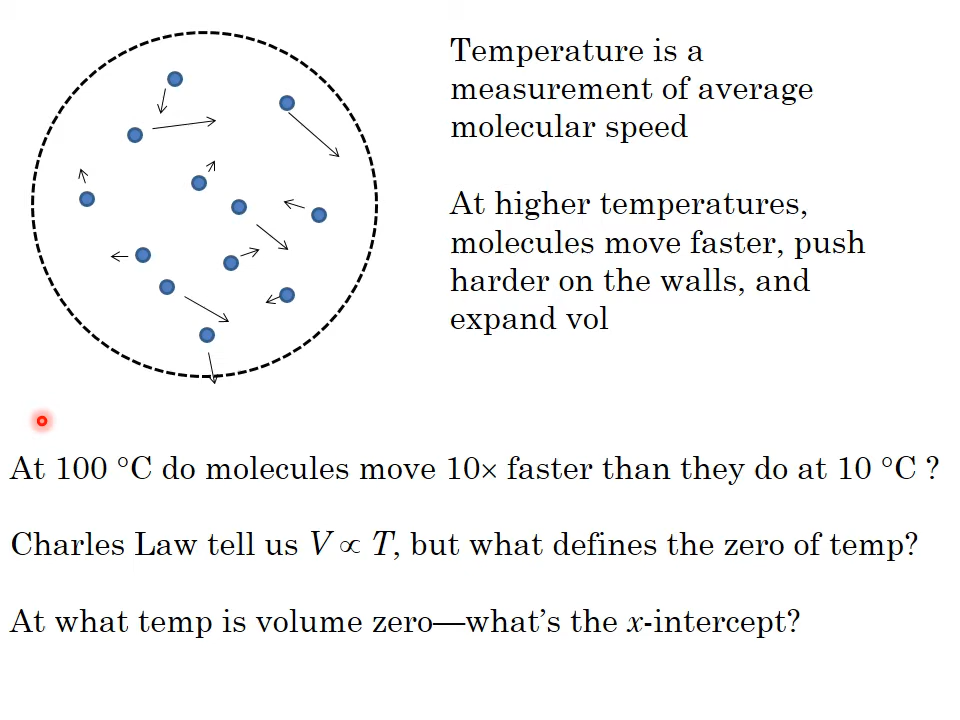 Temperature is a
measurement of average
molecular speed
At higher temperatures,
molecules move faster, push
harder on the walls, and
expand vol
At 100 °C do molecules move 10× faster than they do at 10 °C ?
Charles Law tell us V ∝ T, but what defines the zero of temp?
At what temp is volume zero—what’s the x-intercept?